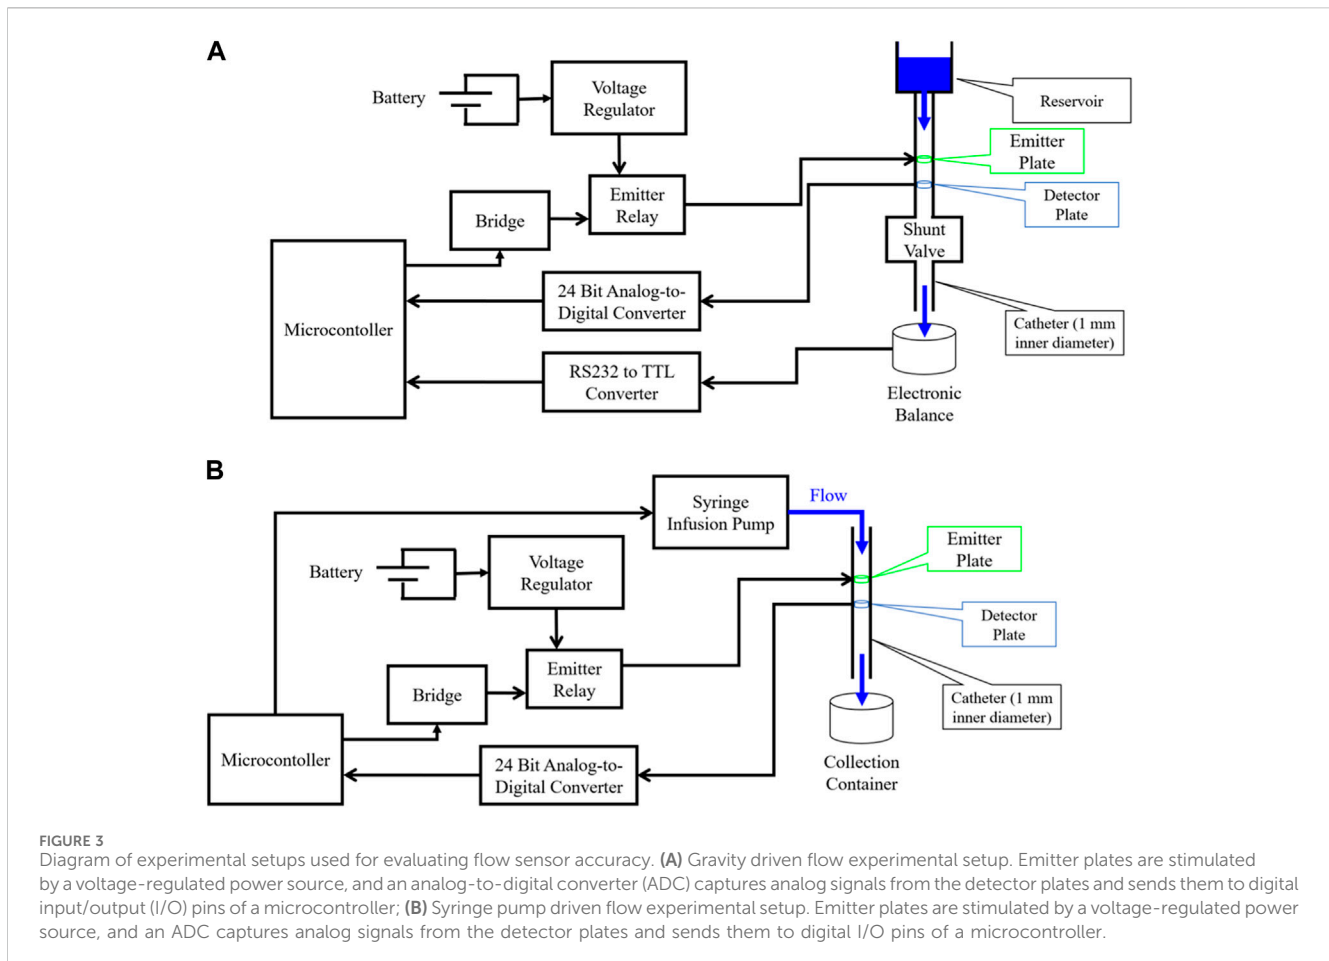 A
Battery
Voltage
Regulator
Reservoir
Emitter
Plate
Emitter
Relay
Bridge
Detector
Plate
Shunt
Valve
24 Bit Analog-to-
Digital Converter
Microcontoller
Catheter (1 mm
inner diameter)
RS232 to TTL
Converter
Electronic
Balance
B
Syringe
Infusion Pump
Flow
Emitter
Plate
Battery
Voltage
Regulator
Detector
Plate
Emitter
Relay
Bridge
Catheter (1 mm
inner diameter)
Microcontoller
24 Bit Analog-to-
Digital Converter
Collection
Container
FIGURE 3
Diagram of experimental setups used for evaluating flow sensor accuracy. (A) Gravity driven flow experimental setup. Emitter plates are stimulated
by a voltage-regulated power source, and an analog-to-digital converter (ADC) captures analog signals from the detector plates and sends them to digital
input/output (I/O) pins of a microcontroller; (B) Syringe pump driven flow experimental setup. Emitter plates are stimulated by a voltage-regulated power
source, and an ADC captures analog signals from the detector plates and sends them to digital I/O pins of a microcontroller.